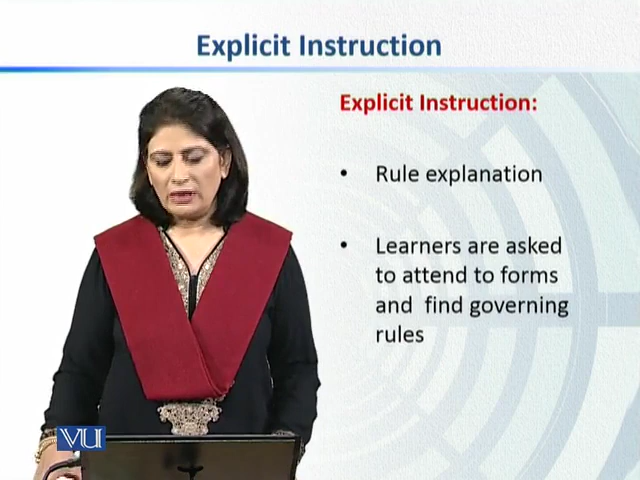 Explicit Instruction
Explicit Instruction:
• Rule explanation
• Learners are asked
to attend to forms
and find governing
rules
VU